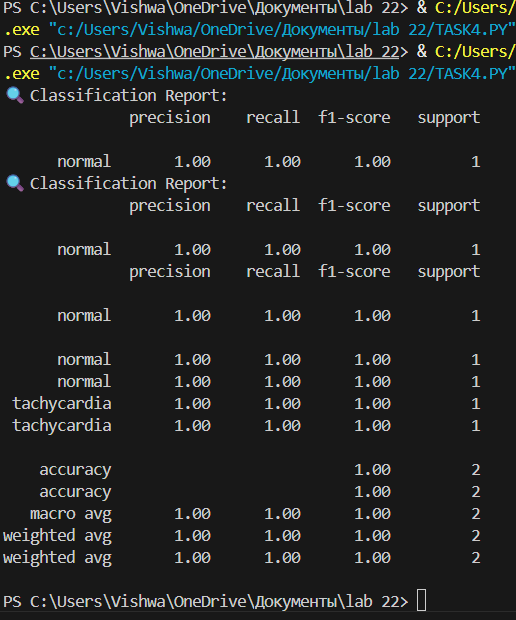 PS C:\Users\Vishwa\OneDrive\Документы\lab 22> & C:/Users/
.exe "c:/Users/Vishwa/OneDrive/Документы/lab 22/TASK4.PY"
PS C:\Users\Vishwa\OneDrive\Документы\lab 22> & C:/Users/
.exe "c:/Users/Vishwa/OneDrive/Документы/lab 22/TASK4.PY"
🔍 Classification Report:
precision recall f1-score support
normal 1.00 1.00 1.00 1
🔍 Classification Report:
precision recall f1-score support
normal 1.00 1.00 1.00 1
precision recall f1-score support
normal 1.00 1.00 1.00 1
normal 1.00 1.00 1.00 1
normal 1.00 1.00 1.00 1
tachycardia 1.00 1.00 1.00 1
tachycardia 1.00 1.00 1.00 1
accuracy 1.00 2
accuracy 1.00 2
macro avg 1.00 1.00 1.00 2
weighted avg 1.00 1.00 1.00 2
weighted avg 1.00 1.00 1.00 2
PS C:\Users\Vishwa\OneDrive\Документы\lab 22>